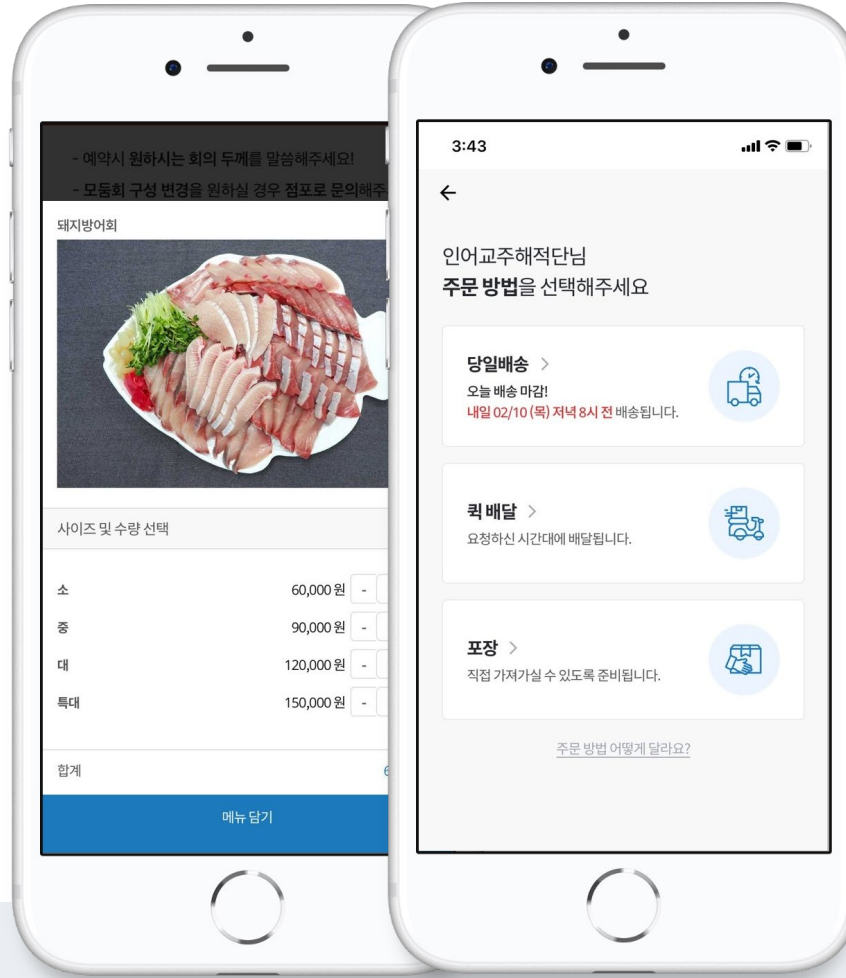 - 예약시 원하시는 회의 두께를 말씀해주세요!
- 모둠회 구성 변경을 원하실 경우 점포로 문의해주
돼지방어회
사이즈 및 수량 선택
소 60,000 원 -
중 90,000 원 -
대 120,000 원 -
특대 150,000 원 -
합계 6
메뉴 담기
3:43
인어교주해적단님
주문 방법을 선택해주세요
당일배송 >
오늘 배송 마감!
내일 02/10 (목) 저녁 8시 전 배송됩니다.
퀵 배달 >
요청하신 시간대에 배달됩니다.
포장 >
직접 가져가실 수 있도록 준비됩니다.
주문 방법 어떻게 달라요?